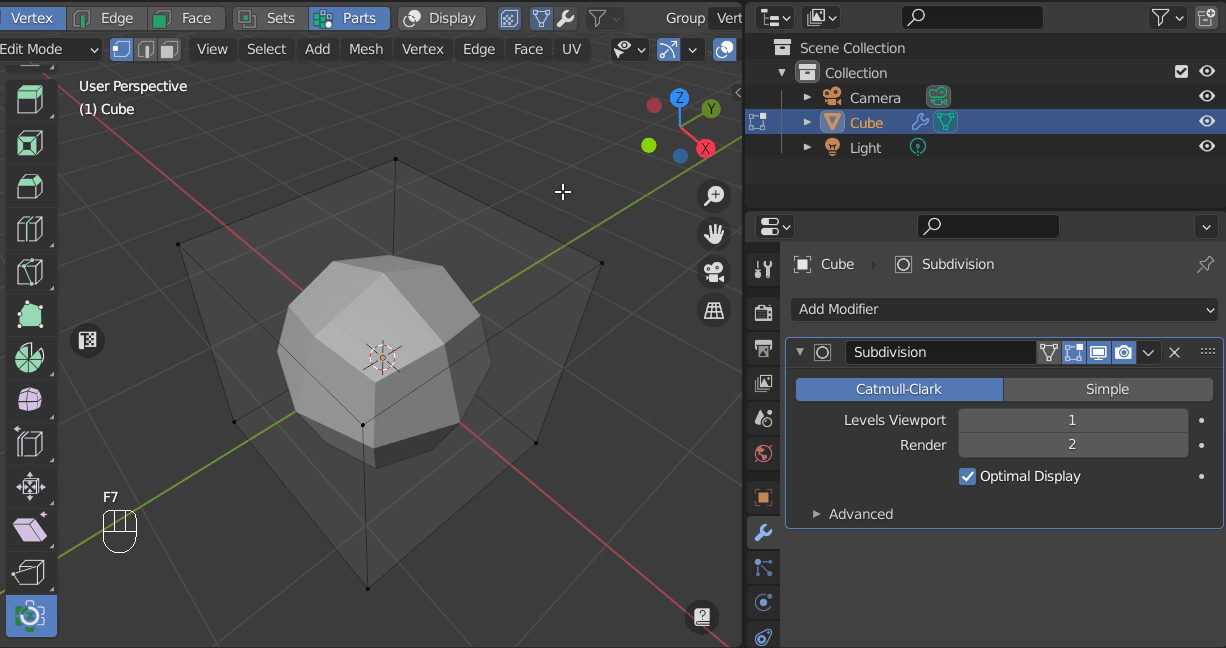 Vertex Edge Face Sets Parts Display Group Vert
Edit Mode View Select Add Mesh Vertex Edge Face UV
User Perspective
(1) Cube
Z
Y
X
F7
Scene Collection
Collection
Camera
Cube
Light
Cube Subdivision
Add Modifier
Subdivision
Catmull-Clark Simple
Levels Viewport 1
Render 2
Optimal Display
Advanced